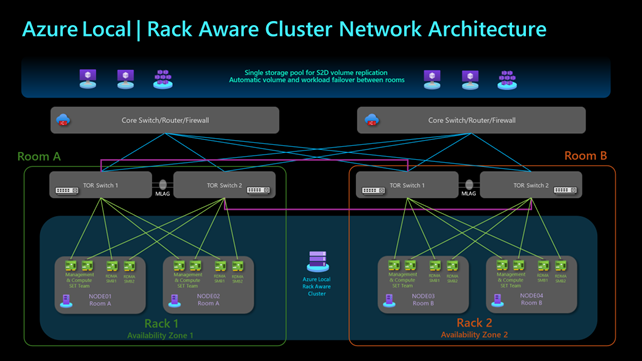 Azure Local | Rack Aware Cluster Network Architecture
Single storage pool for S2D volume replication
Automatic volume and workload failover between rooms
Core Switch/Router/Firewall
Core Switch/Router/Firewall
Room A
Room B
TOR Switch 1
MLAG
TOR Switch 2
TOR Switch 1
MLAG
TOR Switch 2
Management
& Compute
SET Team
RDMA
SMB1
RDMA
SMB2
NODE01
Room A
Management
& Compute
SET Team
RDMA
SMB1
RDMA
SMB2
NODE02
Room A
Azure Local
Rack Aware
Cluster
Management
& Compute
SET Team
RDMA
SMB1
RDMA
SMB2
NODE03
Room B
Management
& Compute
SET Team
RDMA
SMB1
RDMA
SMB2
NODE04
Room B
Rack 1
Availability Zone 1
Rack 2
Availability Zone 2